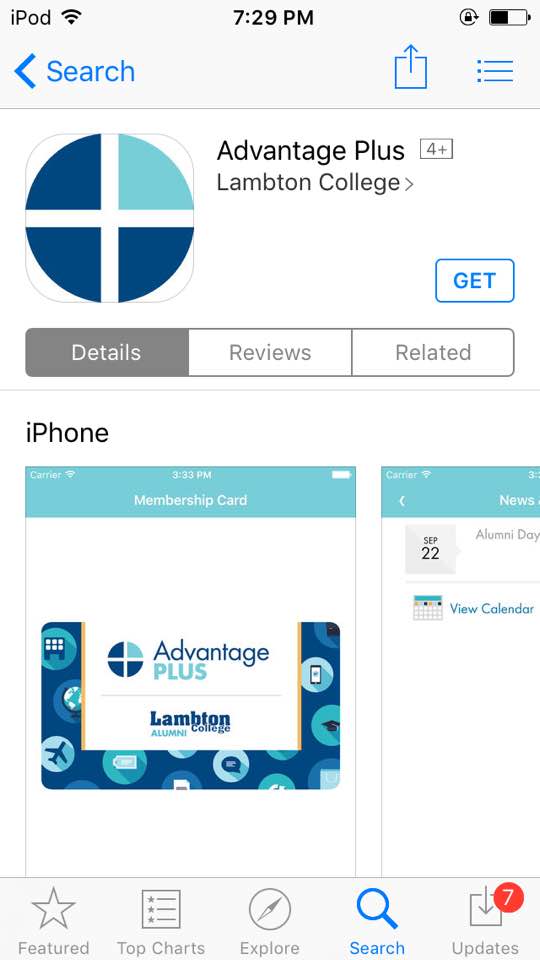 iPod 7:29 PM
Search
Advantage Plus 4+
Lambton College >
GET
Details Reviews Related
iPhone
Carrier 3:33 PM
Membership Card
Advantage
PLUS
Lambton
College
ALUMNI
Carrier 3:
News
SEP
22
Alumni Day
View Calendar
Featured Top Charts Explore Search Updates
7